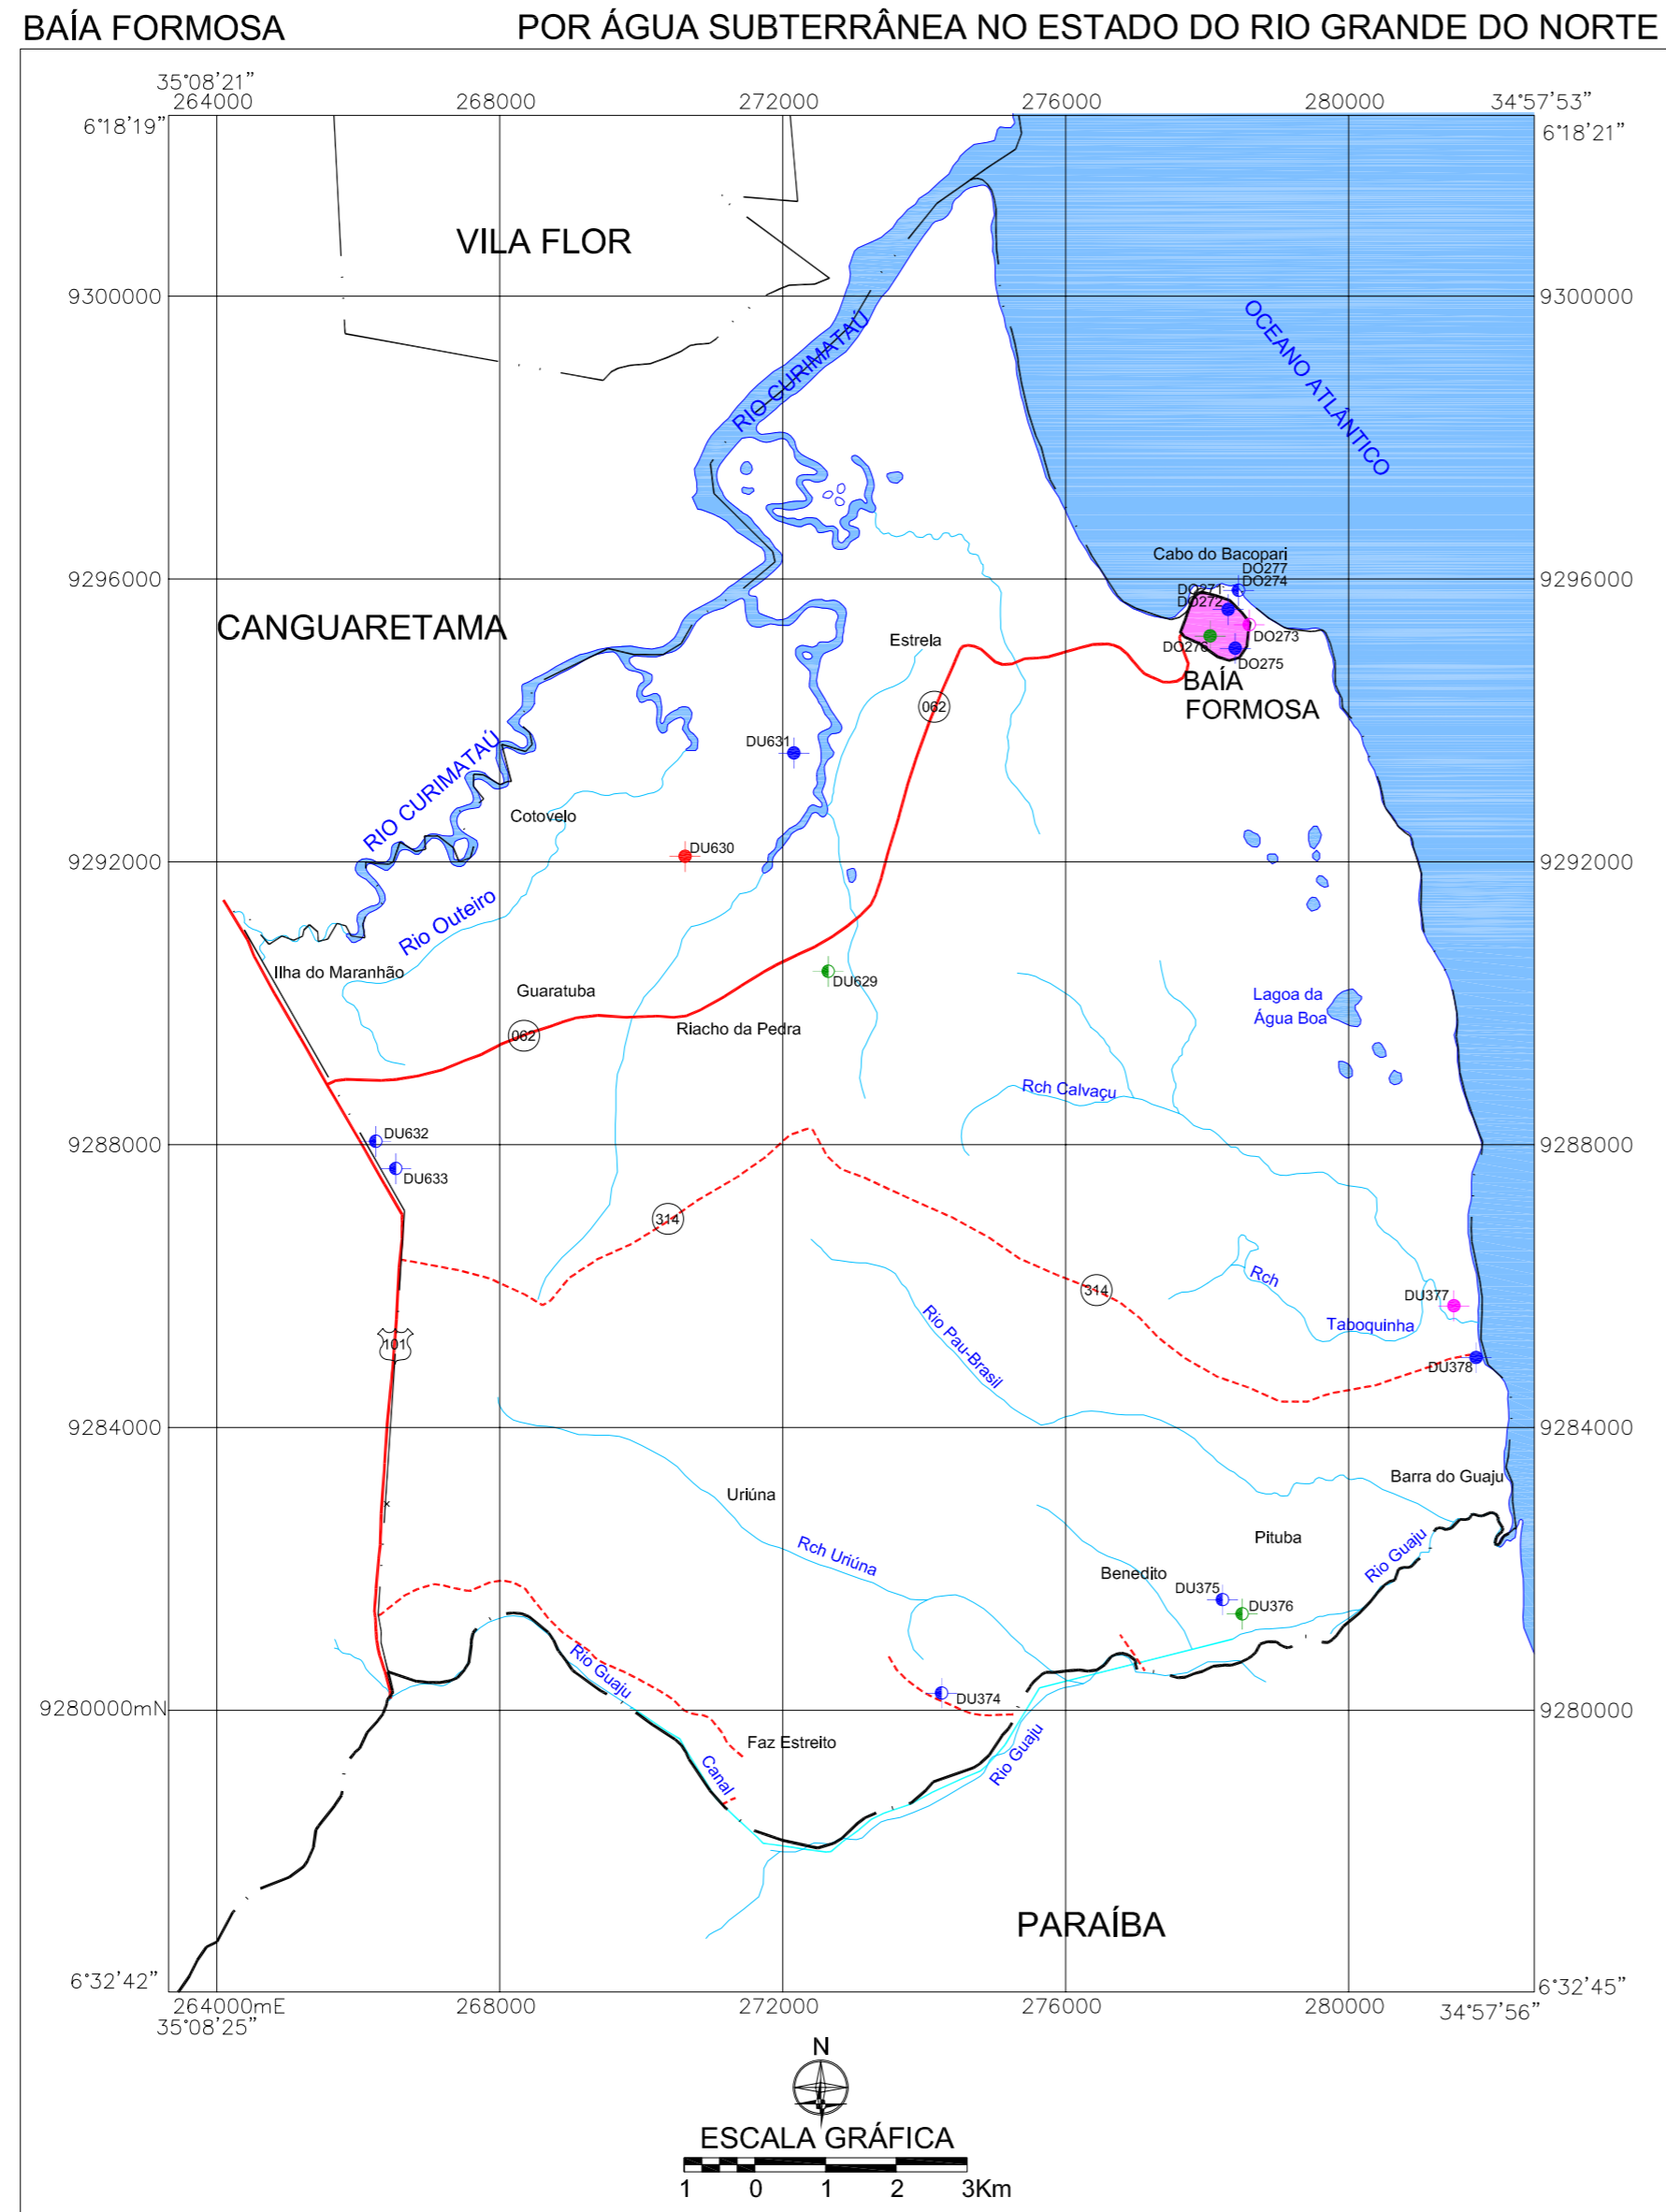 BAÍA FORMOSA
POR ÁGUA SUBTERRÂNEA NO ESTADO DO RIO GRANDE DO NORTE
35°08'21"
264000
268000
272000
276000
280000
34°57'53"
6°18'19"
6°18'21"
VILA FLOR
9300000
9300000
OCEANO ATLÂNTICO
RIO CURIMATAÚ
Cabo do Bacopari
DO277
9296000
DO274
9296000
DO271
DO272
CANGUARETAMA
Estrela
DO273
DO276
DO275
BAÍA
FORMOSA
062
DU631
RIO CURIMATAÚ
Cotovelo
DU630
9292000
9292000
Rio Outeiro
Ilha do Maranhão
DU629
Guaratuba
Lagoa da
Água Boa
Riacho da Pedra
062
Rch Calvaçu
DU632
9288000
9288000
DU633
314
Rch
314
DU377
Taboquinha
Rio Pau-Brasil
101
DU378
9284000
9284000
Barra do Guaju
Uriúna
Pituba
Rch Uriúna
Rio Guaju
Benedito
DU375
DU376
Rio Guaju
DU374
9280000mN
9280000
Faz Estreito
Rio Guaju
Canal
PARAÍBA
6°32'42"
6°32'45"
264000mE
268000
272000
276000
280000
34°57'56"
35°08'25"
N
ESCALA GRÁFICA
1 0 1 2 3Km